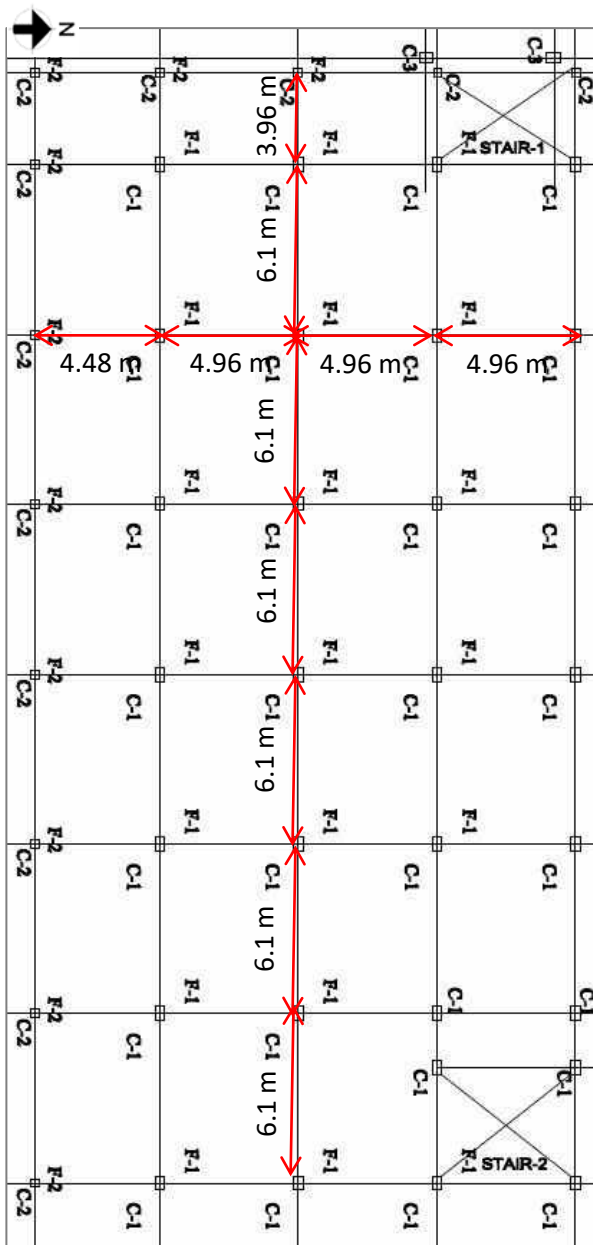 N
F-2 F-2 F-2 C-3 C-3
C-2 C-2 C-2 C-2 C-2
3.96 m
F-2 F-1 F-1 F-1 STAIR-1
C-2 C-1 C-1 C-1 C-1
6.1 m
F-2 F-1 F-1 F-1
4.48 m 4.96 m 4.96 m 4.96 m
C-2 C-1 C-1 C-1 C-1
6.1 m
F-2 F-1 F-1 F-1
C-2 C-1 C-1 C-1 C-1
6.1 m
F-2 F-1 F-1
C-2 C-1 C-1 C-1 C-1
6.1 m
F-2 F-1 F-1 F-1
C-2 C-1 C-1 C-1 C-1
6.1 m
F-2 F-1 F-1 C-1 C-1
C-2 C-1 C-1 C-1 C-1
6.1 m
F-2 F-1 F-1 F-1 STAIR-2
C-2 C-1 C-1 C-1 C-1